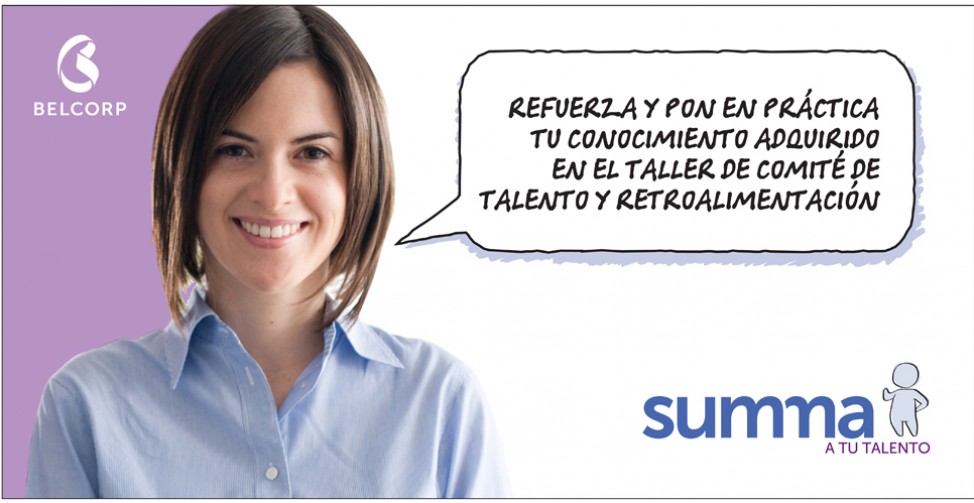 BELCORP
REFUERZA Y PON EN PRÁCTICA
TU CONOCIMIENTO ADQUIRIDO
EN EL TALLER DE COMITÉ DE
TALENTO Y RETROALIMENTACIÓN
summa
A TU TALENTO